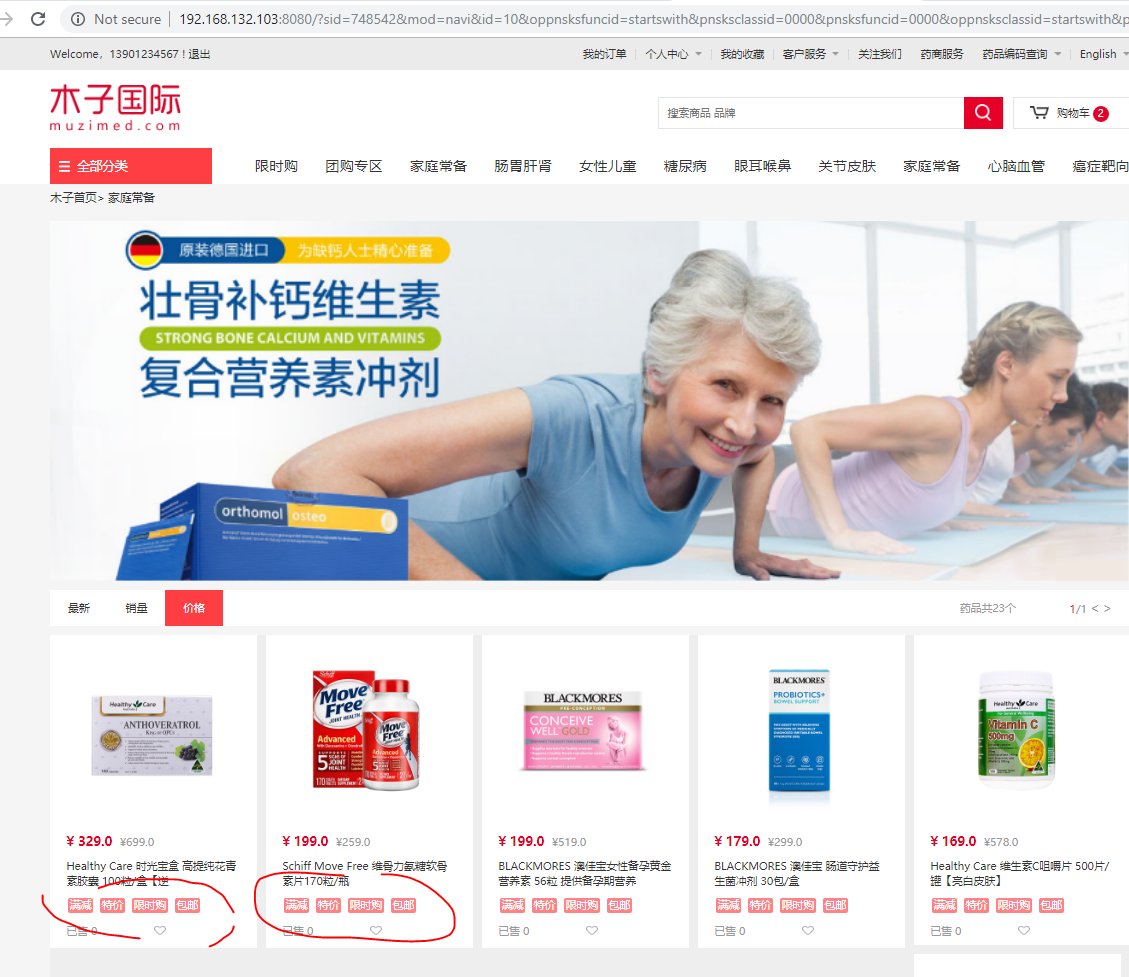 Not secure | 192.168.132.103:8080/?sid=748542&mod=navi&id=10&oppnsksfuncid=startswith&pnsksclassid=0000&pnsksfuncid=0000&oppnsksclassid=startswith&p
Welcome，13901234567 ! 退出 我的订单 个人中心 我的收藏 客户服务 关注我们 药商服务 药品编码查询 English
木子国际
muzimed.com
搜索商品 品牌 购物车 2
全部分类 限时购 团购专区 家庭常备 肠胃肝肾 女性儿童 糖尿病 眼耳喉鼻 关节皮肤 家庭常备 心脑血管 癌症靶向
木子首页> 家庭常备
原装德国进口 为缺钙人士精心准备
壮骨补钙维生素
STRONG BONE CALCIUM AND VITAMINS
复合营养素冲剂
orthomol osteo
最新 销量 价格 药品共23个 1/1 < >
Healthy Care
ANTHOVERATROL
Schiff
Move Free
JOINT HEALTH
Advanced
5 SIGNS OF JOINT HEALTH
Move Free
Advanced
BLACKMORES
PRE-CONCEPTION
CONCEIVE WELL GOLD
BLACKMORES
PROBIOTICS+
BOWEL SUPPORT
Healthy Care
Vitamin C
500mg
¥ 329.0 ¥699.0
Healthy Care 时光宝盒 高提纯花青
素胶囊 100粒/盒【逆
满减 特价 限时购 包邮
已售 0
¥ 199.0 ¥259.0
Schiff Move Free 维骨力氨糖软骨
素片170粒/瓶
满减 特价 限时购 包邮
已售 0
¥ 199.0 ¥519.0
BLACKMORES 澳佳宝女性备孕黄金
营养素 56粒 提供备孕期营养
满减 特价 限时购 包邮
已售 0
¥ 179.0 ¥299.0
BLACKMORES 澳佳宝 肠道守护益
生菌冲剂 30包/盒
满减 特价 限时购 包邮
已售 0
¥ 169.0 ¥578.0
Healthy Care 维生素C咀嚼片 500片/
罐【亮白皮肤】
满减 特价 限时购 包邮
已售 0